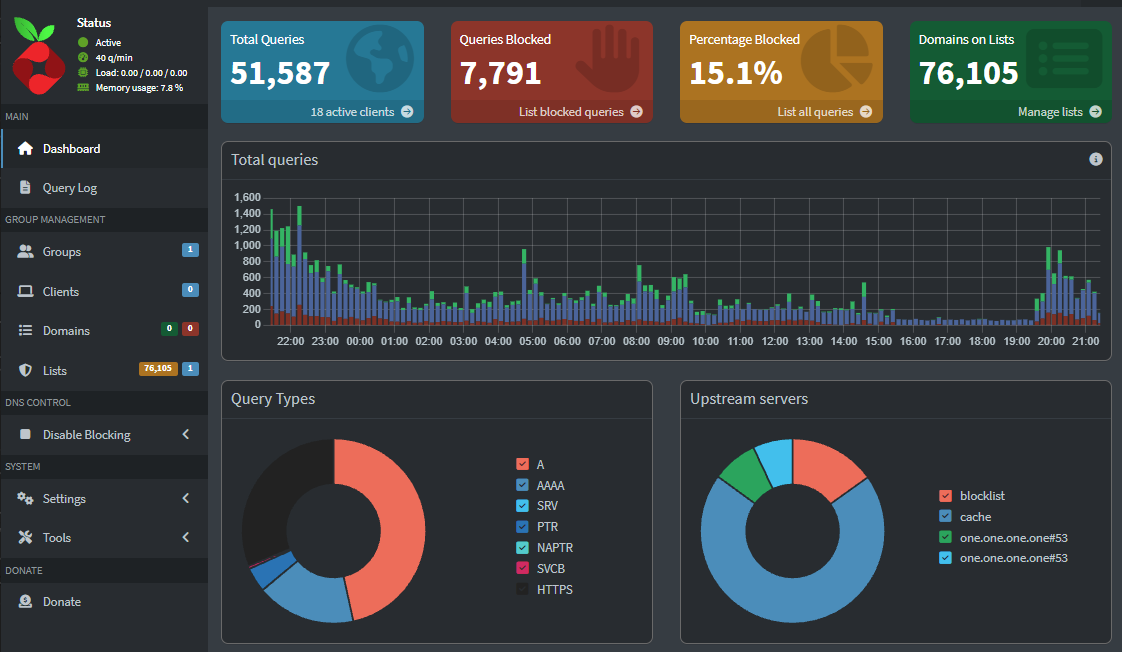 Status
Active
40 q/min
Load: 0.00 / 0.00 / 0.00
Memory usage: 7.8 %
MAIN
Dashboard
Query Log
GROUP MANAGEMENT
Groups 1
Clients 0
Domains 0 0
Lists 76,105 1
DNS CONTROL
Disable Blocking
SYSTEM
Settings
Tools
DONATE
Donate
Total Queries
51,587
18 active clients
Queries Blocked
7,791
List blocked queries
Percentage Blocked
15.1%
List all queries
Domains on Lists
76,105
Manage lists
Total queries
1,600
1,400
1,200
1,000
800
600
400
200
0
22:00 23:00 00:00 01:00 02:00 03:00 04:00 05:00 06:00 07:00 08:00 09:00 10:00 11:00 12:00 13:00 14:00 15:00 16:00 17:00 18:00 19:00 20:00 21:00
Query Types
A
AAAA
SRV
PTR
NAPTR
SVCB
HTTPS
Upstream servers
blocklist
cache
one.one.one.one#53
one.one.one.one#53